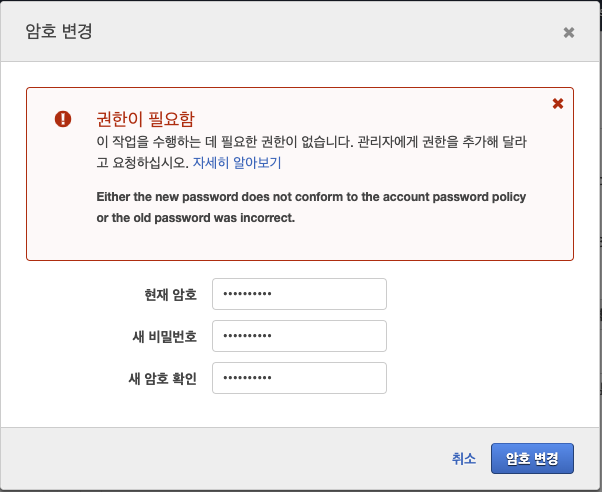 암호 변경
권한이 필요함
이 작업을 수행하는 데 필요한 권한이 없습니다. 관리자에게 권한을 추가해 달라
고 요청하십시오. 자세히 알아보기
Either the new password does not conform to the account password policy
or the old password was incorrect.
현재 암호 ••••••••••
새 비밀번호 ••••••••••
새 암호 확인 ••••••••••
취소 암호 변경